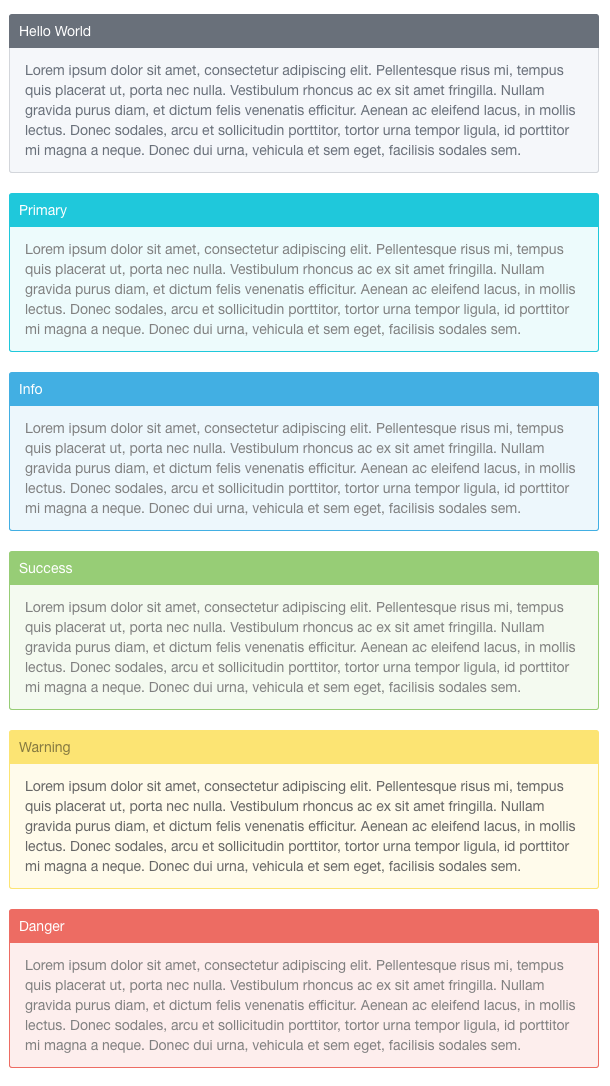 Hello World
Lorem ipsum dolor sit amet, consectetur adipiscing elit. Pellentesque risus mi, tempus
quis placerat ut, porta nec nulla. Vestibulum rhoncus ac ex sit amet fringilla. Nullam
gravida purus diam, et dictum felis venenatis efficitur. Aenean ac eleifend lacus, in mollis
lectus. Donec sodales, arcu et sollicitudin porttitor, tortor urna tempor ligula, id porttitor
mi magna a neque. Donec dui urna, vehicula et sem eget, facilisis sodales sem.
Primary
Lorem ipsum dolor sit amet, consectetur adipiscing elit. Pellentesque risus mi, tempus
quis placerat ut, porta nec nulla. Vestibulum rhoncus ac ex sit amet fringilla. Nullam
gravida purus diam, et dictum felis venenatis efficitur. Aenean ac eleifend lacus, in mollis
lectus. Donec sodales, arcu et sollicitudin porttitor, tortor urna tempor ligula, id porttitor
mi magna a neque. Donec dui urna, vehicula et sem eget, facilisis sodales sem.
Info
Lorem ipsum dolor sit amet, consectetur adipiscing elit. Pellentesque risus mi, tempus
quis placerat ut, porta nec nulla. Vestibulum rhoncus ac ex sit amet fringilla. Nullam
gravida purus diam, et dictum felis venenatis efficitur. Aenean ac eleifend lacus, in mollis
lectus. Donec sodales, arcu et sollicitudin porttitor, tortor urna tempor ligula, id porttitor
mi magna a neque. Donec dui urna, vehicula et sem eget, facilisis sodales sem.
Success
Lorem ipsum dolor sit amet, consectetur adipiscing elit. Pellentesque risus mi, tempus
quis placerat ut, porta nec nulla. Vestibulum rhoncus ac ex sit amet fringilla. Nullam
gravida purus diam, et dictum felis venenatis efficitur. Aenean ac eleifend lacus, in mollis
lectus. Donec sodales, arcu et sollicitudin porttitor, tortor urna tempor ligula, id porttitor
mi magna a neque. Donec dui urna, vehicula et sem eget, facilisis sodales sem.
Warning
Lorem ipsum dolor sit amet, consectetur adipiscing elit. Pellentesque risus mi, tempus
quis placerat ut, porta nec nulla. Vestibulum rhoncus ac ex sit amet fringilla. Nullam
gravida purus diam, et dictum felis venenatis efficitur. Aenean ac eleifend lacus, in mollis
lectus. Donec sodales, arcu et sollicitudin porttitor, tortor urna tempor ligula, id porttitor
mi magna a neque. Donec dui urna, vehicula et sem eget, facilisis sodales sem.
Danger
Lorem ipsum dolor sit amet, consectetur adipiscing elit. Pellentesque risus mi, tempus
quis placerat ut, porta nec nulla. Vestibulum rhoncus ac ex sit amet fringilla. Nullam
gravida purus diam, et dictum felis venenatis efficitur. Aenean ac eleifend lacus, in mollis
lectus. Donec sodales, arcu et sollicitudin porttitor, tortor urna tempor ligula, id porttitor
mi magna a neque. Donec dui urna, vehicula et sem eget, facilisis sodales sem.